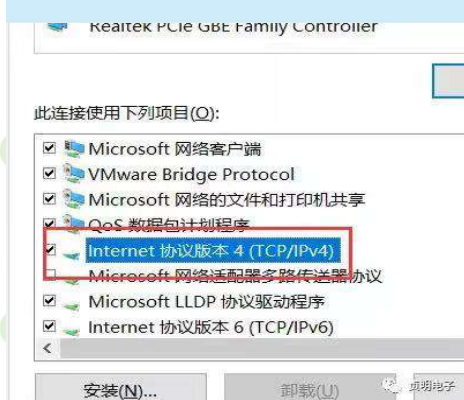 Realtek PCIe GBE Family Controller
此连接使用下列项目(O):
Microsoft 网络客户端
VMware Bridge Protocol
Microsoft 网络的文件和打印机共享
QoS 数据包计划程序
Internet 协议版本 4 (TCP/IPv4)
Microsoft 网络适配器多路传送器协议
Microsoft LLDP 协议驱动程序
Internet 协议版本 6 (TCP/IPv6)
安装(N)...
卸载(U)
贞明电子